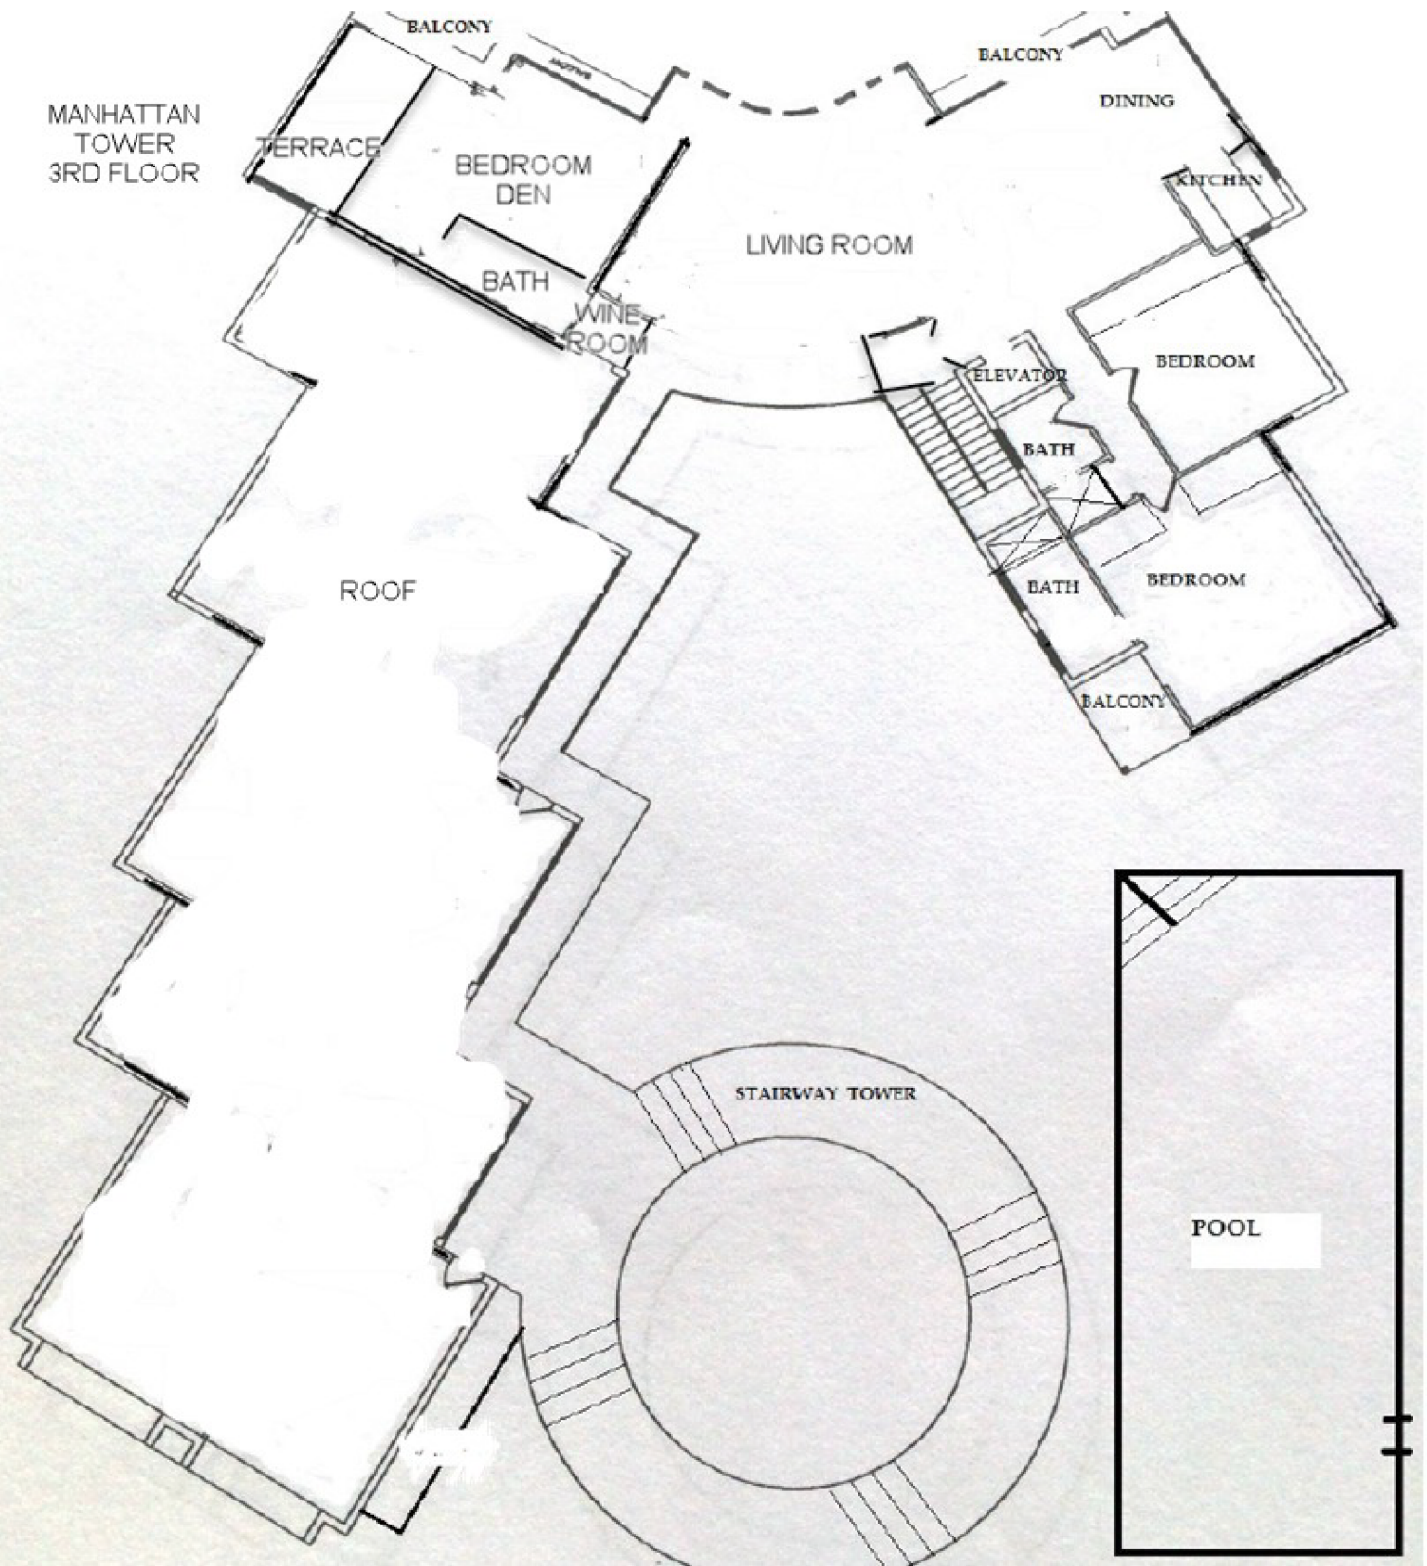 BALCONY
BALCONY
DINING
MANHATTAN
TOWER
3RD FLOOR
TERRACE
BEDROOM
DEN
KITCHEN
LIVING ROOM
BATH
WINE
ROOM
BEDROOM
ELEVATOR
BATH
ROOF
BATH
BEDROOM
BALCONY
STAIRWAY TOWER
POOL